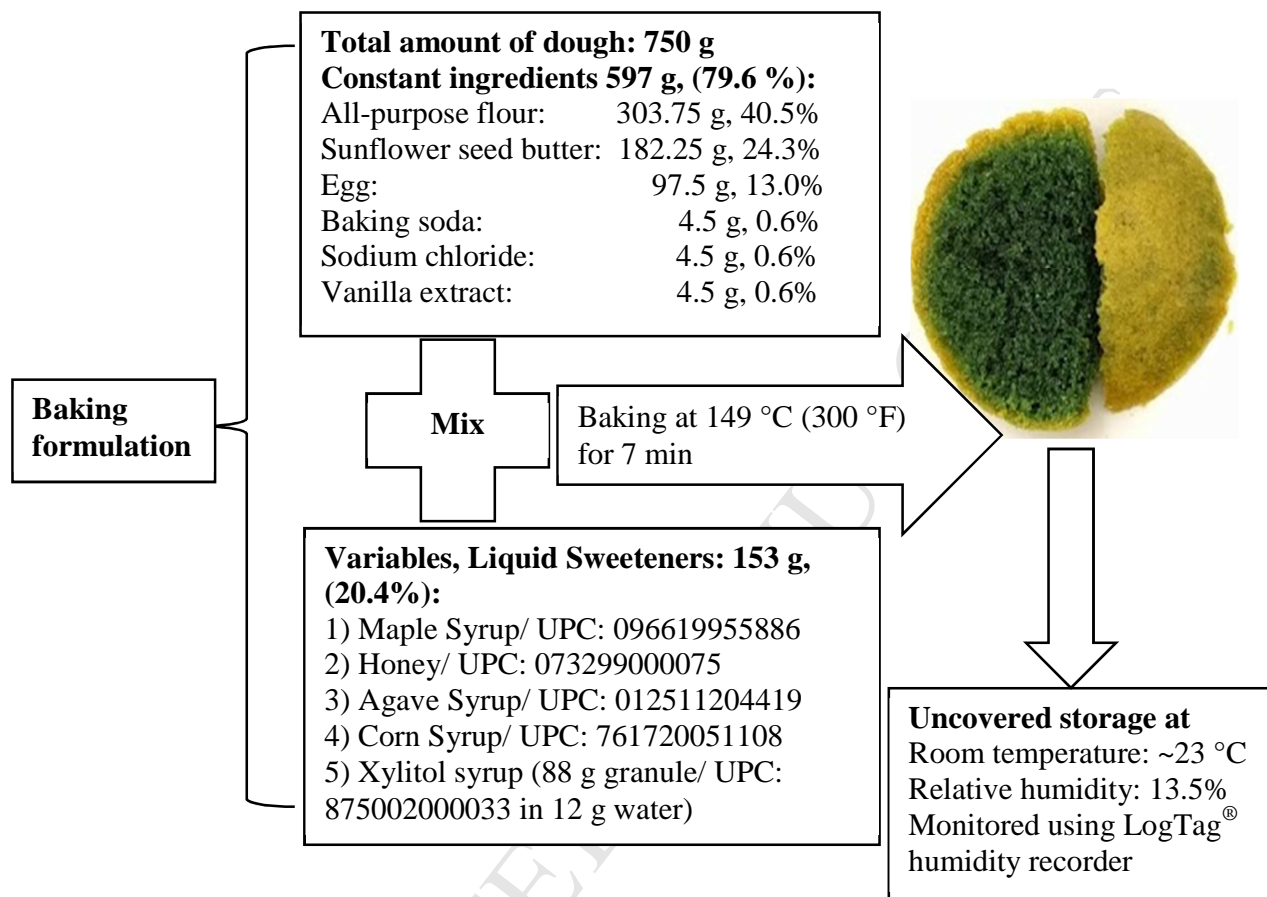 Total amount of dough: 750 g
Constant ingredients 597 g, (79.6 %):
All-purpose flour: 303.75 g, 40.5%
Sunflower seed butter: 182.25 g, 24.3%
Egg: 97.5 g, 13.0%
Baking soda: 4.5 g, 0.6%
Sodium chloride: 4.5 g, 0.6%
Vanilla extract: 4.5 g, 0.6%
Baking
formulation
Mix
Baking at 149 °C (300 °F)
for 7 min
Variables, Liquid Sweeteners: 153 g,
(20.4%):
1) Maple Syrup/ UPC: 096619955886
2) Honey/ UPC: 073299000075
3) Agave Syrup/ UPC: 012511204419
4) Corn Syrup/ UPC: 761720051108
5) Xylitol syrup (88 g granule/ UPC:
875002000033 in 12 g water)
Uncovered storage at
Room temperature: ~23 °C
Relative humidity: 13.5%
Monitored using LogTag®
humidity recorder